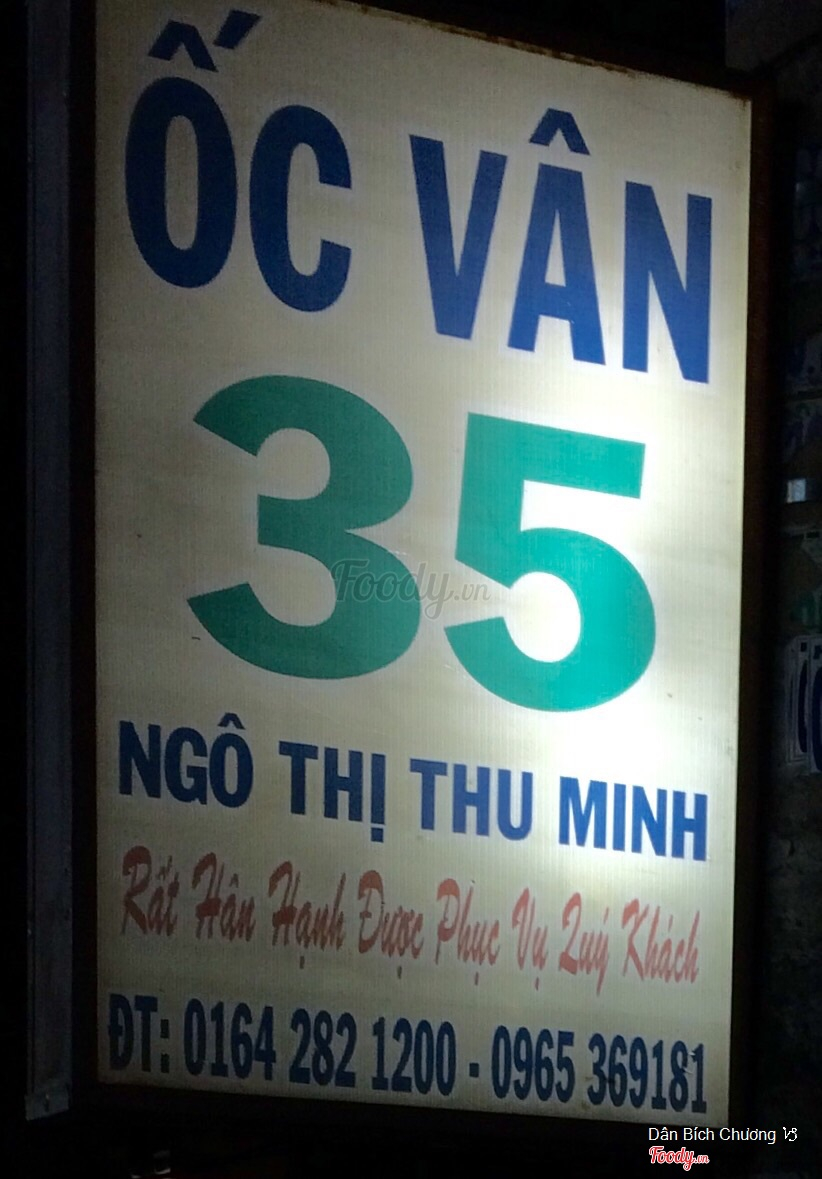 ỐC VÂN
35
Foody.vn
NGÔ THỊ THU MINH
Rất Hân Hạnh Được Phục Vụ Quý Khách
ĐT: 0164 282 1200 - 0965 369181
Dân Bích Chương
Foody.vn